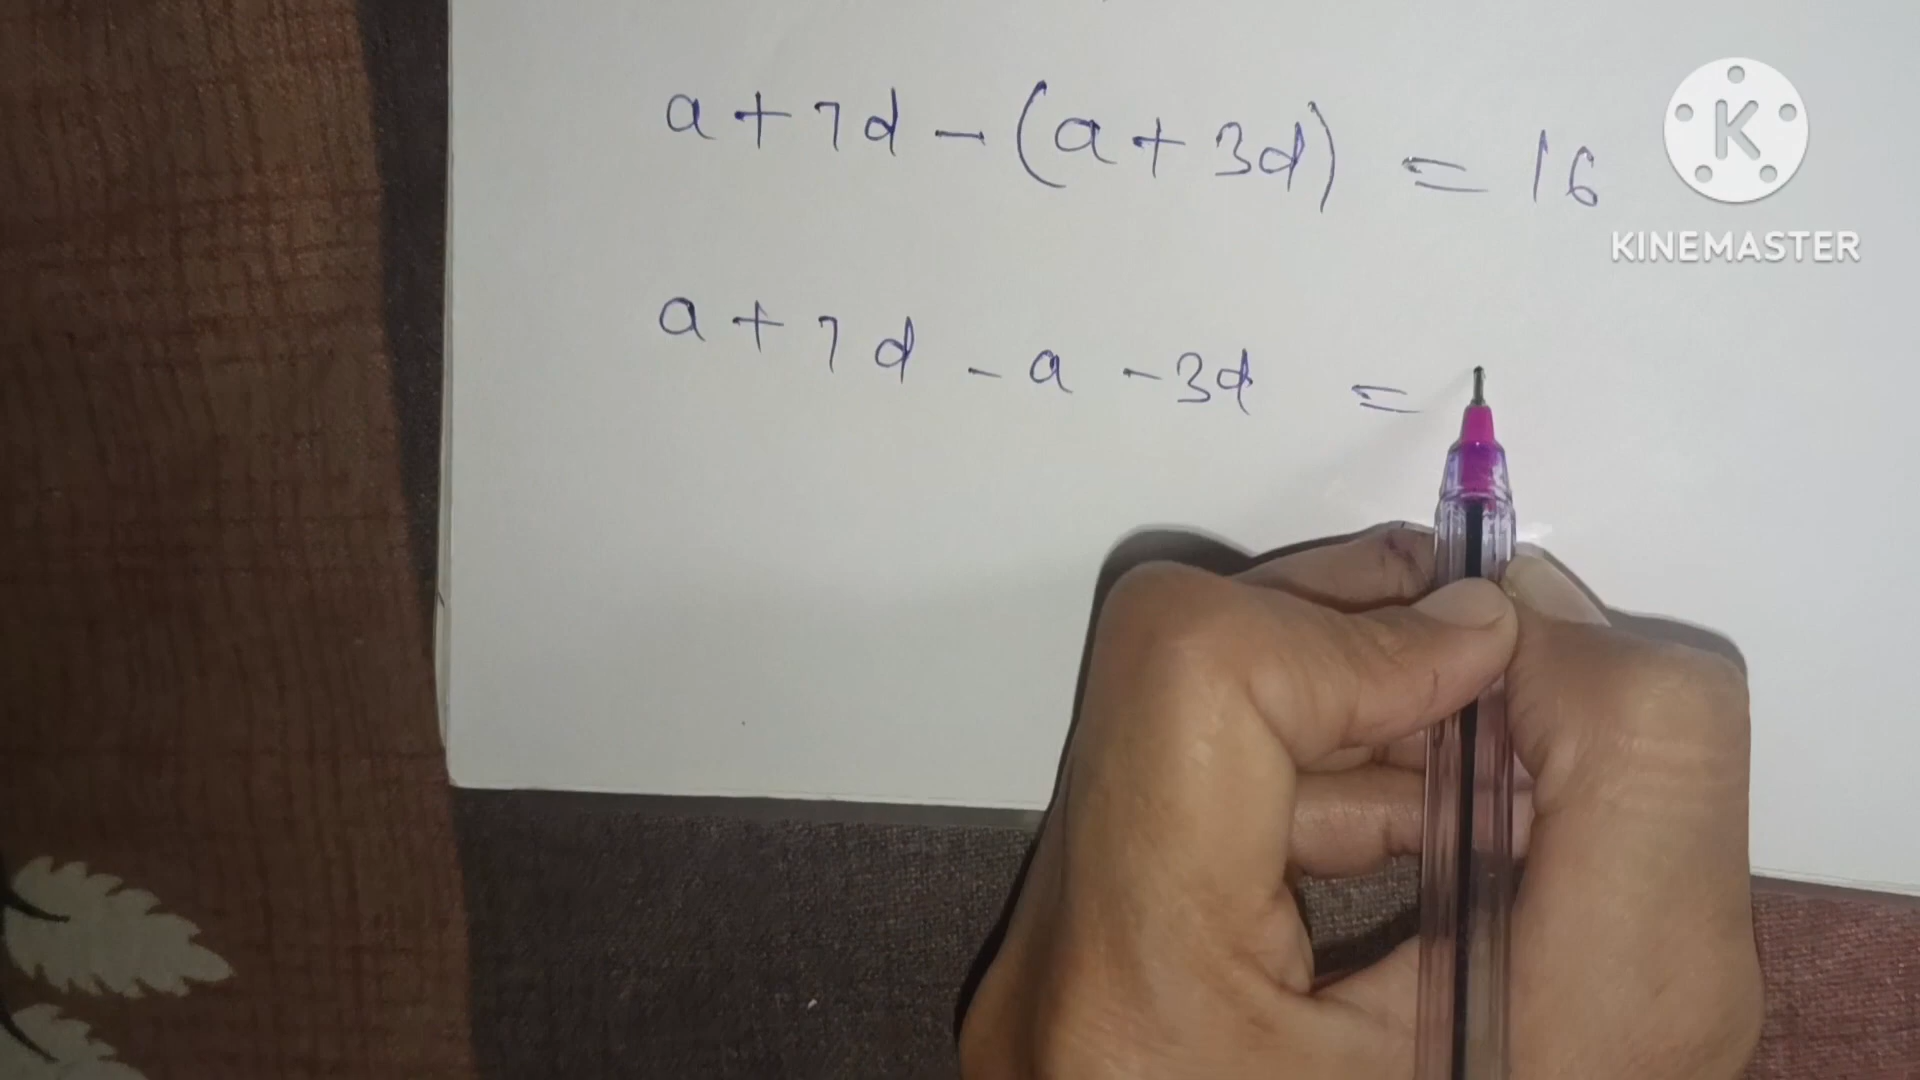 a + 7d - (a + 3d) = 16
K
KINEMASTER
a + 7d - a - 3d =